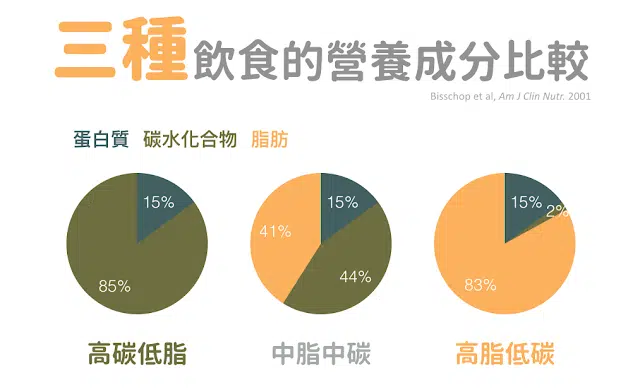 三種飲食的營養成分比較
Bisschop et al, Am J Clin Nutr. 2001
蛋白質 碳水化合物 脂肪
15% 15% 15%
2%
41%
44%
85%
83%
高碳低脂 中脂中碳 高脂低碳